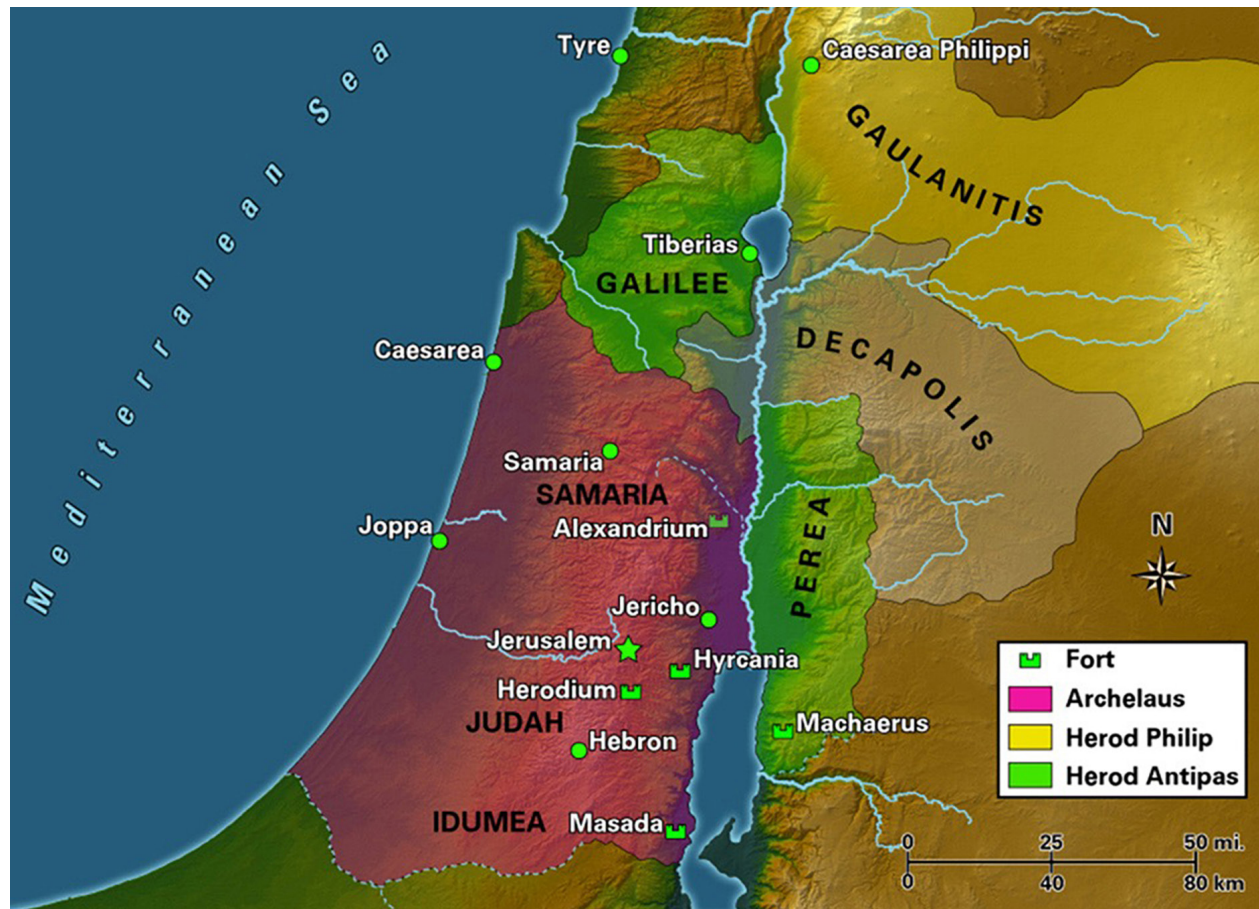 Tyre
Caesarea Philippi
Mediterranean Sea
GAULANITIS
Tiberias
GALILEE
DECAPOLIS
Caesarea
Samaria
SAMARIA
Joppa
Alexandrium
PEREA
N
Jericho
Jerusalem
Hyrcania
Herodium
JUDAH
Machaerus
Hebron
IDUMEA
Masada
Fort
Archelaus
Herod Philip
Herod Antipas
0 25 50 mi.
0 40 80 km